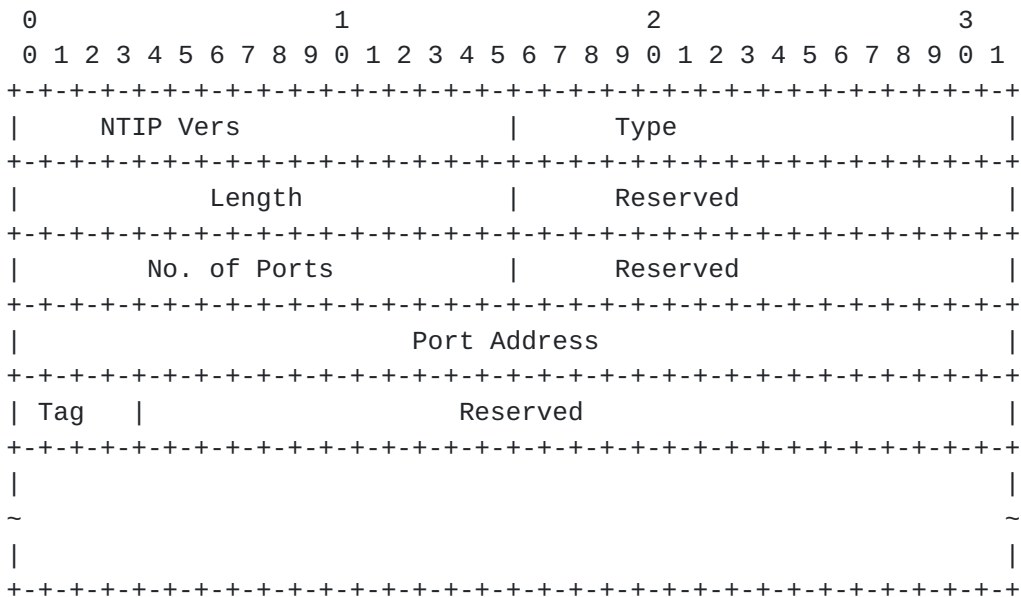 0                   1                   2                   3
 0 1 2 3 4 5 6 7 8 9 0 1 2 3 4 5 6 7 8 9 0 1 2 3 4 5 6 7 8 9 0 1
+-+-+-+-+-+-+-+-+-+-+-+-+-+-+-+-+-+-+-+-+-+-+-+-+-+-+-+-+-+-+-+-+
|     NTIP Vers                 |      Type                     |
+-+-+-+-+-+-+-+-+-+-+-+-+-+-+-+-+-+-+-+-+-+-+-+-+-+-+-+-+-+-+-+-+
|            Length             |      Reserved                 |
+-+-+-+-+-+-+-+-+-+-+-+-+-+-+-+-+-+-+-+-+-+-+-+-+-+-+-+-+-+-+-+-+
|        No. of Ports           |      Reserved                 |
+-+-+-+-+-+-+-+-+-+-+-+-+-+-+-+-+-+-+-+-+-+-+-+-+-+-+-+-+-+-+-+-+
|                         Port Address                          |
+-+-+-+-+-+-+-+-+-+-+-+-+-+-+-+-+-+-+-+-+-+-+-+-+-+-+-+-+-+-+-+-+
| Tag   |                    Reserved                           |
+-+-+-+-+-+-+-+-+-+-+-+-+-+-+-+-+-+-+-+-+-+-+-+-+-+-+-+-+-+-+-+-+
|                                                               |
~                                                               ~
|                                                               |
+-+-+-+-+-+-+-+-+-+-+-+-+-+-+-+-+-+-+-+-+-+-+-+-+-+-+-+-+-+-+-+-+